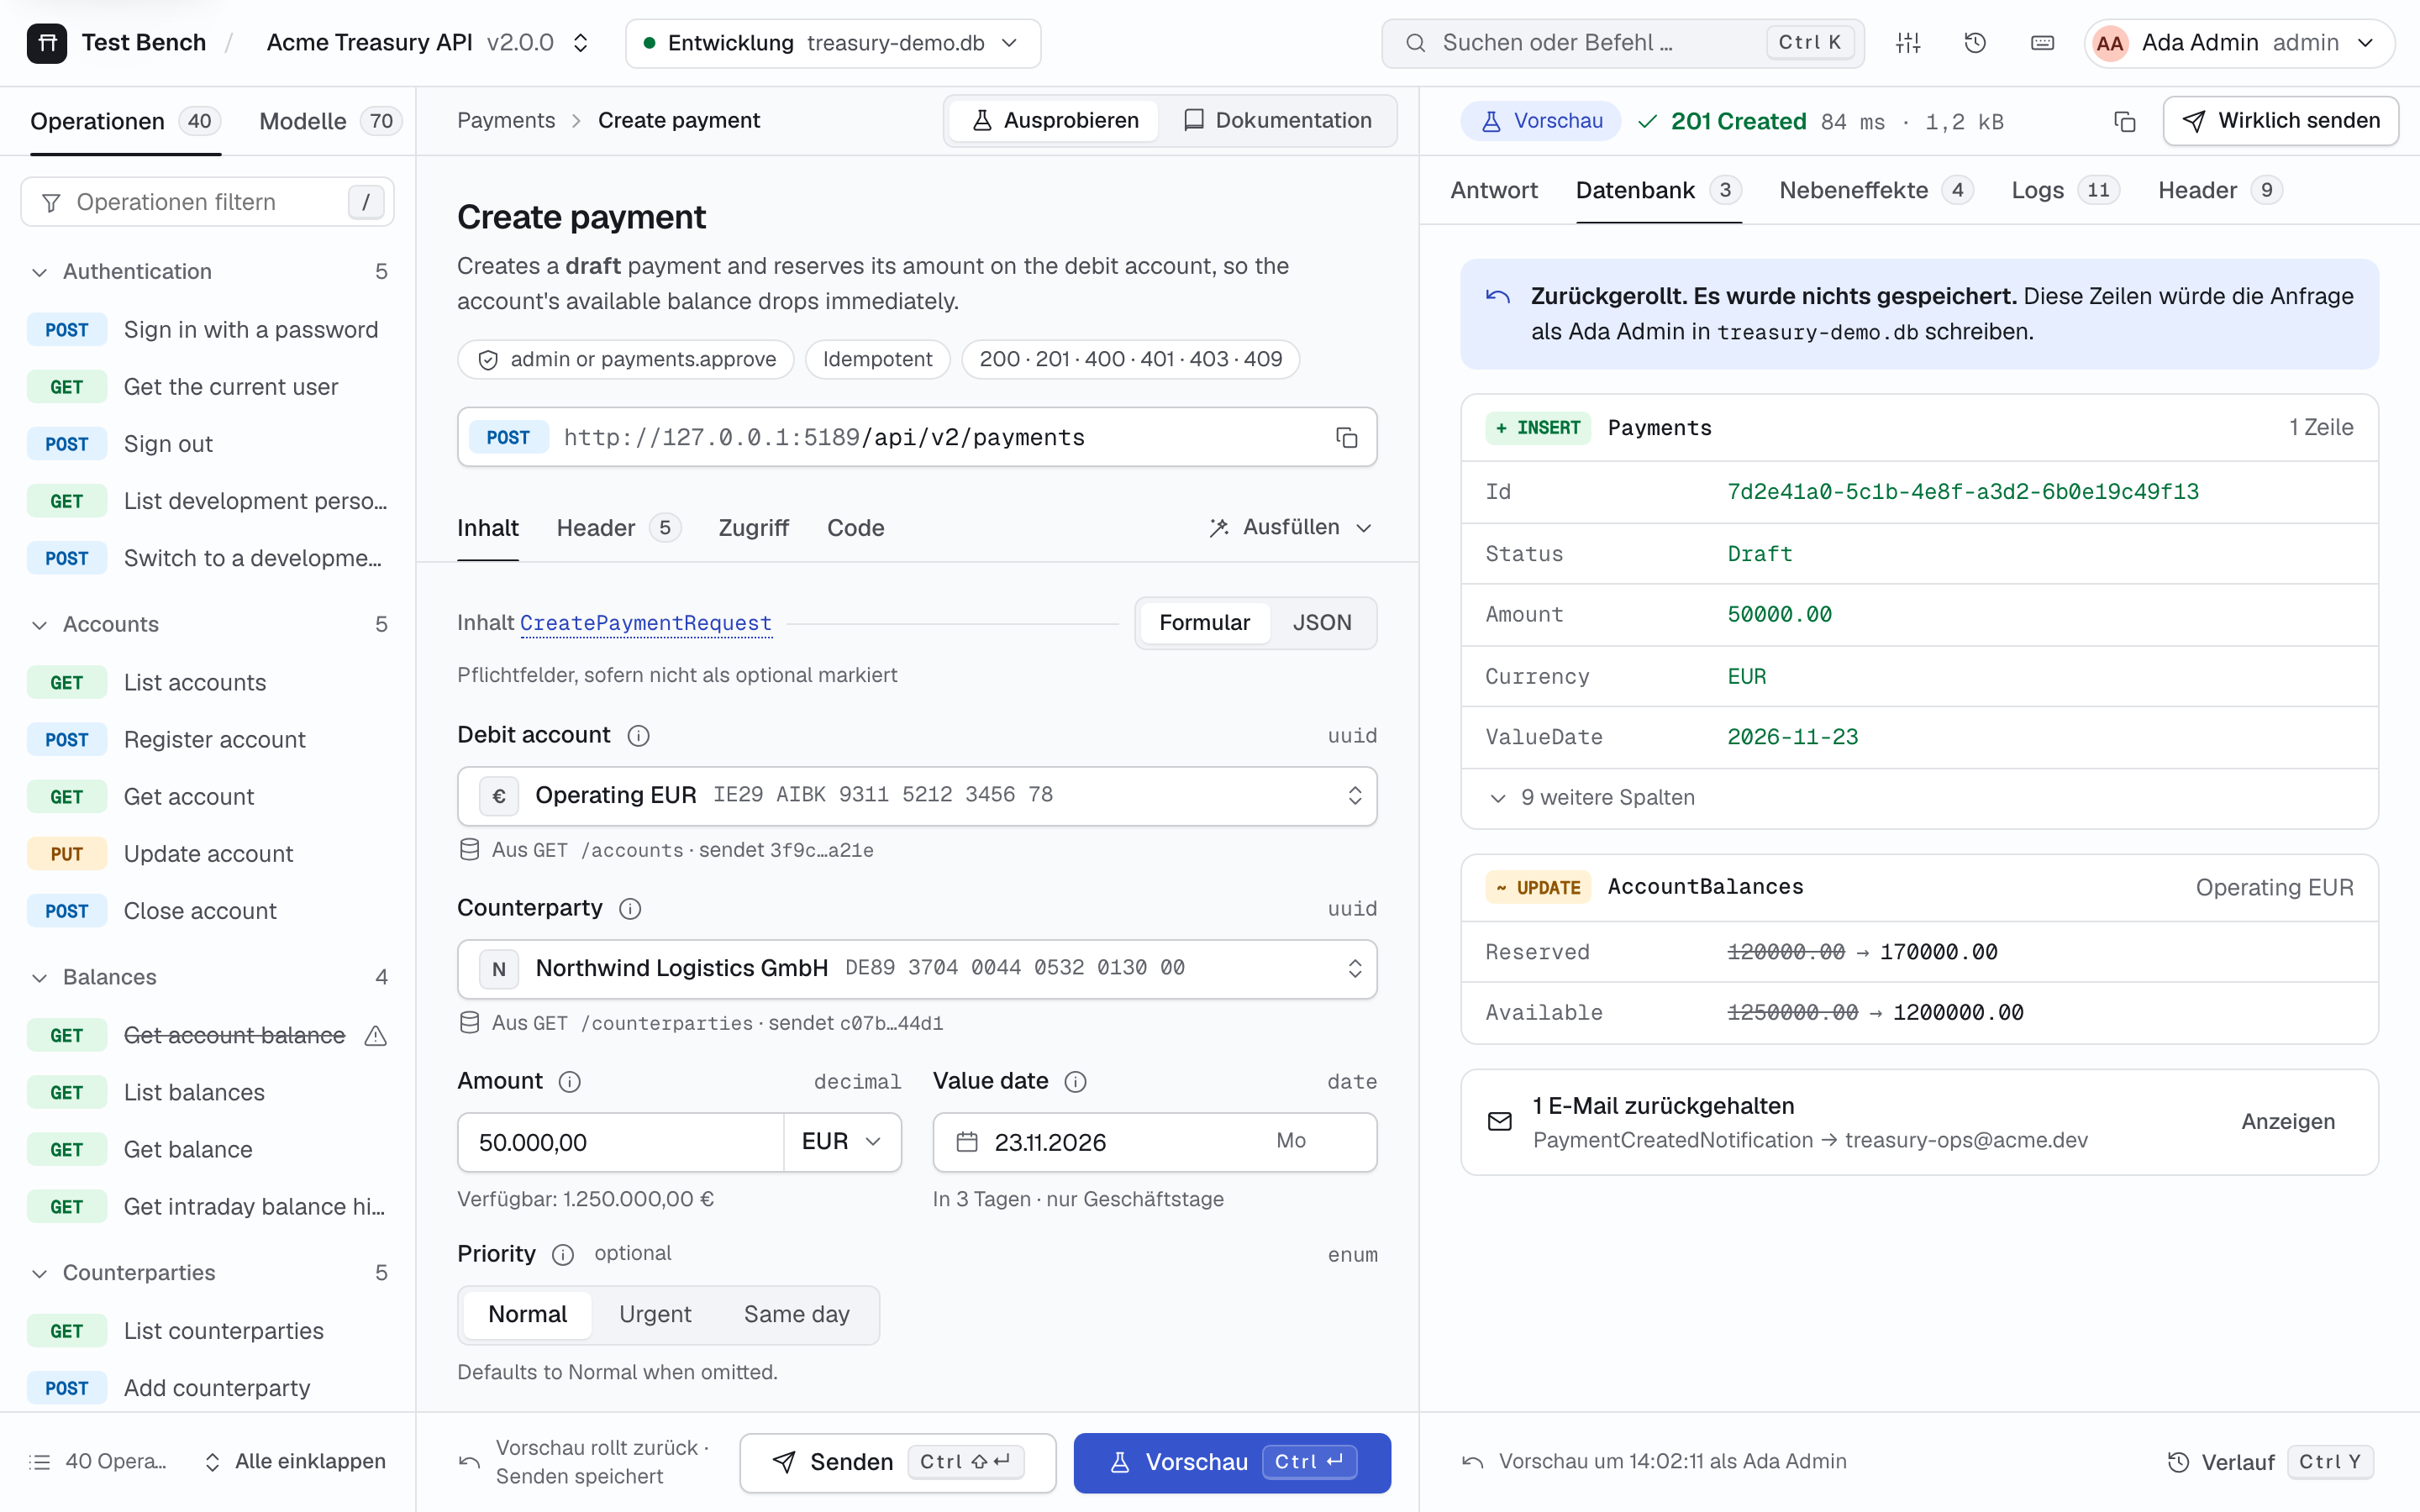 Test Bench / Acme Treasury API v2.0.0
Entwicklung treasury-demo.db
Suchen oder Befehl … Ctrl K
AA Ada Admin admin
Operationen 40 Modelle 70
Operationen filtern /
Authentication 5
POST Sign in with a password
GET Get the current user
POST Sign out
GET List development perso…
POST Switch to a developme…
Accounts 5
GET List accounts
POST Register account
GET Get account
PUT Update account
POST Close account
Balances 4
GET Get account balance
GET List balances
GET Get balance
GET Get intraday balance hi…
Counterparties 5
GET List counterparties
POST Add counterparty
40 Opera… Alle einklappen
Payments > Create payment
Ausprobieren Dokumentation
Create payment
Creates a draft payment and reserves its amount on the debit account, so the
account's available balance drops immediately.
admin or payments.approve Idempotent 200 · 201 · 400 · 401 · 403 · 409
POST http://127.0.0.1:5189/api/v2/payments
Inhalt Header 5 Zugriff Code Ausfüllen
Inhalt CreatePaymentRequest Formular JSON
Pflichtfelder, sofern nicht als optional markiert
Debit account uuid
€ Operating EUR IE29 AIBK 9311 5212 3456 78
Aus GET /accounts · sendet 3f9c…a21e
Counterparty uuid
N Northwind Logistics GmbH DE89 3704 0044 0532 0130 00
Aus GET /counterparties · sendet c07b…44d1
Amount decimal Value date date
50.000,00 EUR 23.11.2026 Mo
Verfügbar: 1.250.000,00 € In 3 Tagen · nur Geschäftstage
Priority optional enum
Normal Urgent Same day
Defaults to Normal when omitted.
Vorschau rollt zurück ·
Senden speichert
Senden Ctrl ⇧ ↵ Vorschau Ctrl ↵
Vorschau 201 Created 84 ms · 1,2 kB Wirklich senden
Antwort Datenbank 3 Nebeneffekte 4 Logs 11 Header 9
Zurückgerollt. Es wurde nichts gespeichert. Diese Zeilen würde die Anfrage
als Ada Admin in treasury-demo.db schreiben.
+ INSERT Payments 1 Zeile
Id 7d2e41a0-5c1b-4e8f-a3d2-6b0e19c49f13
Status Draft
Amount 50000.00
Currency EUR
ValueDate 2026-11-23
9 weitere Spalten
~ UPDATE AccountBalances Operating EUR
Reserved 120000.00 → 170000.00
Available 1250000.00 → 1200000.00
1 E-Mail zurückgehalten
PaymentCreatedNotification → treasury-ops@acme.dev
Anzeigen
Vorschau um 14:02:11 als Ada Admin Verlauf Ctrl Y